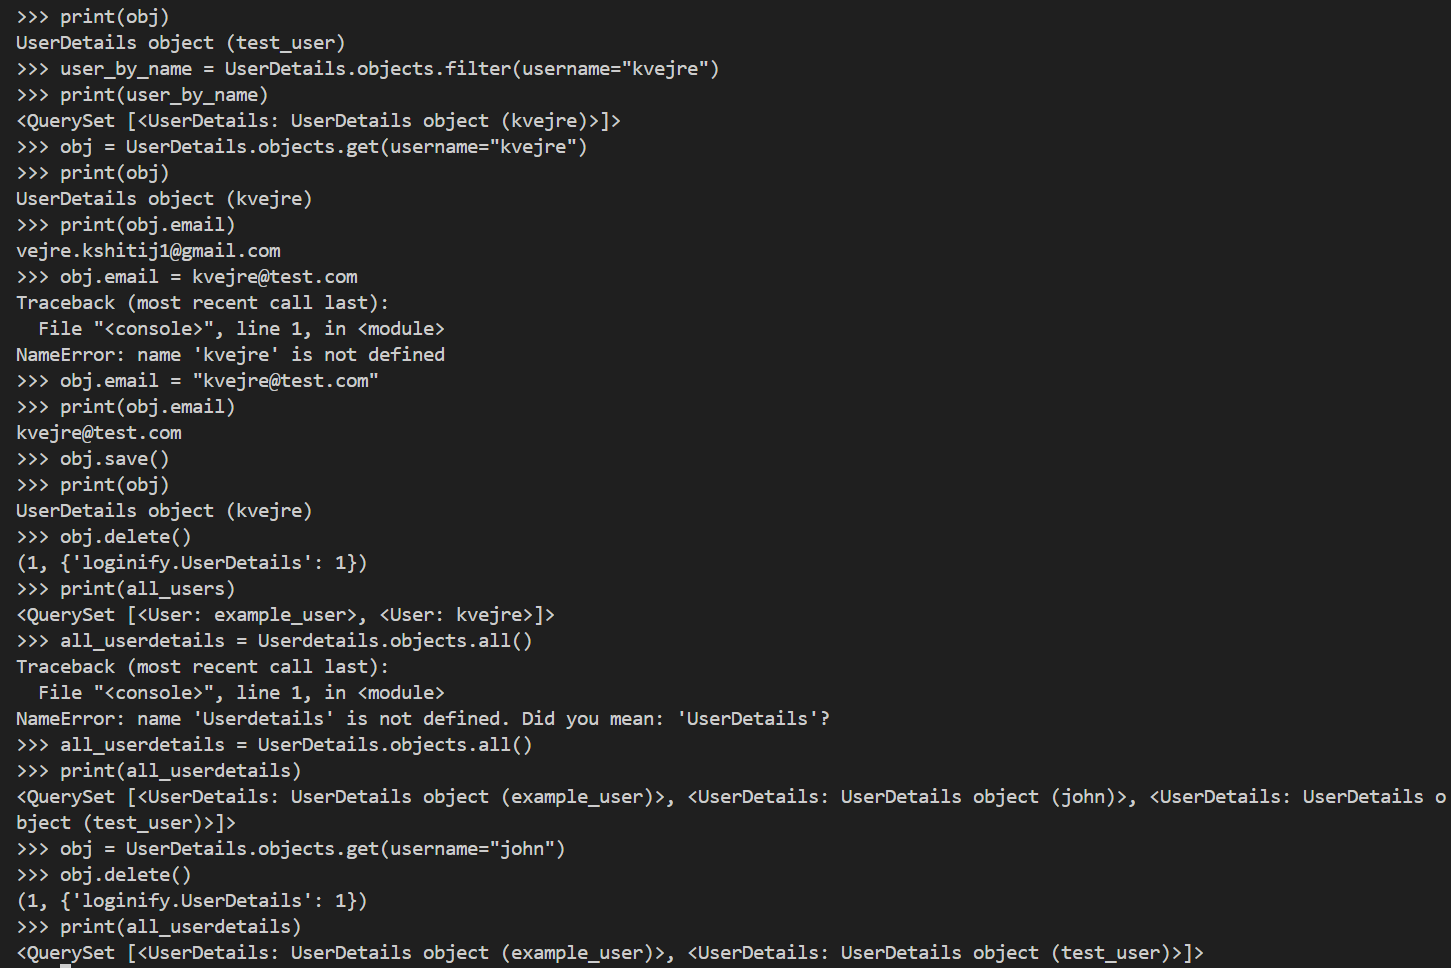 >>> print(obj)
UserDetails object (test_user)
>>> user_by_name = UserDetails.objects.filter(username="kvejre")
>>> print(user_by_name)
<QuerySet [<UserDetails: UserDetails object (kvejre)>]>
>>> obj = UserDetails.objects.get(username="kvejre")
>>> print(obj)
UserDetails object (kvejre)
>>> print(obj.email)
vejre.kshitij1@gmail.com
>>> obj.email = kvejre@test.com
Traceback (most recent call last):
  File "<console>", line 1, in <module>
NameError: name 'kvejre' is not defined
>>> obj.email = "kvejre@test.com"
>>> print(obj.email)
kvejre@test.com
>>> obj.save()
>>> print(obj)
UserDetails object (kvejre)
>>> obj.delete()
(1, {'loginify.UserDetails': 1})
>>> print(all_users)
<QuerySet [<User: example_user>, <User: kvejre>]>
>>> all_userdetails = Userdetails.objects.all()
Traceback (most recent call last):
  File "<console>", line 1, in <module>
NameError: name 'Userdetails' is not defined. Did you mean: 'UserDetails'?
>>> all_userdetails = UserDetails.objects.all()
>>> print(all_userdetails)
<QuerySet [<UserDetails: UserDetails object (example_user)>, <UserDetails: UserDetails object (john)>, <UserDetails: UserDetails o
bject (test_user)>]>
>>> obj = UserDetails.objects.get(username="john")
>>> obj.delete()
(1, {'loginify.UserDetails': 1})
>>> print(all_userdetails)
<QuerySet [<UserDetails: UserDetails object (example_user)>, <UserDetails: UserDetails object (test_user)>]>